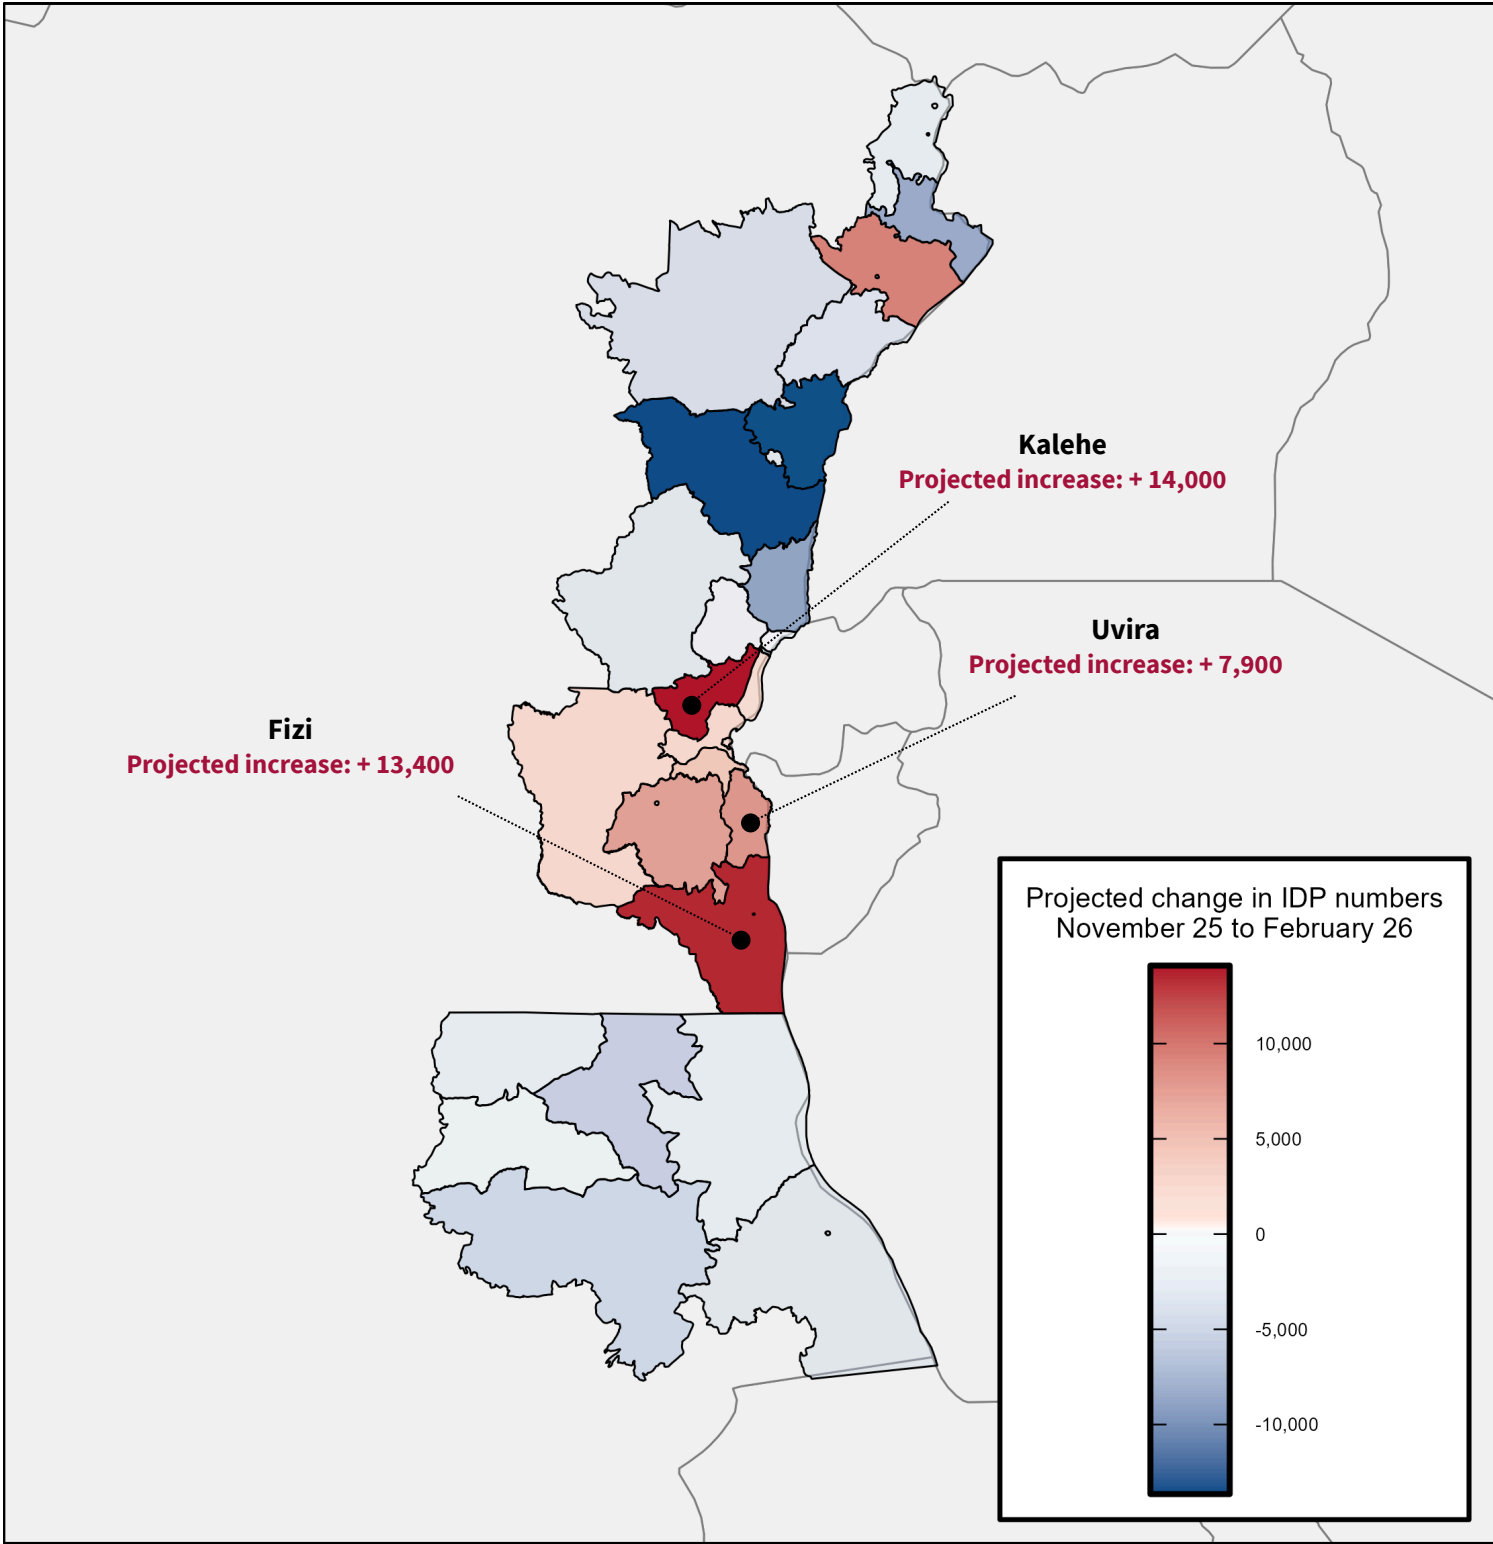 Kalehe
Projected increase: + 14,000
Uvira
Projected increase: + 7,900
Fizi
Projected increase: + 13,400
Projected change in IDP numbers
November 25 to February 26
10,000
5,000
0
-5,000
-10,000